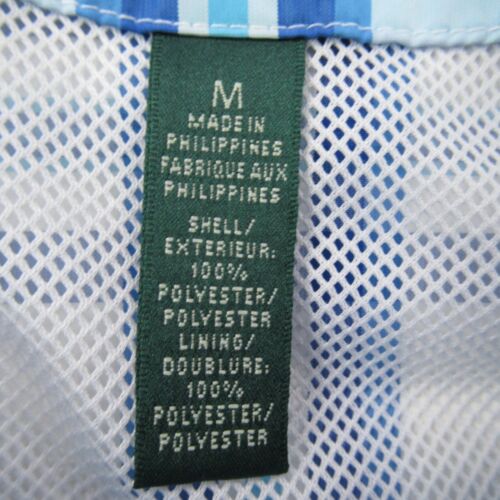 M
MADE IN
PHILIPPINES
FABRIQUE AUX
PHILIPPINES
SHELL/
EXTERIEUR:
100%
POLYESTER/
POLYESTER
LINING/
DOUBLURE:
100%
POLYESTER/
POLYESTER